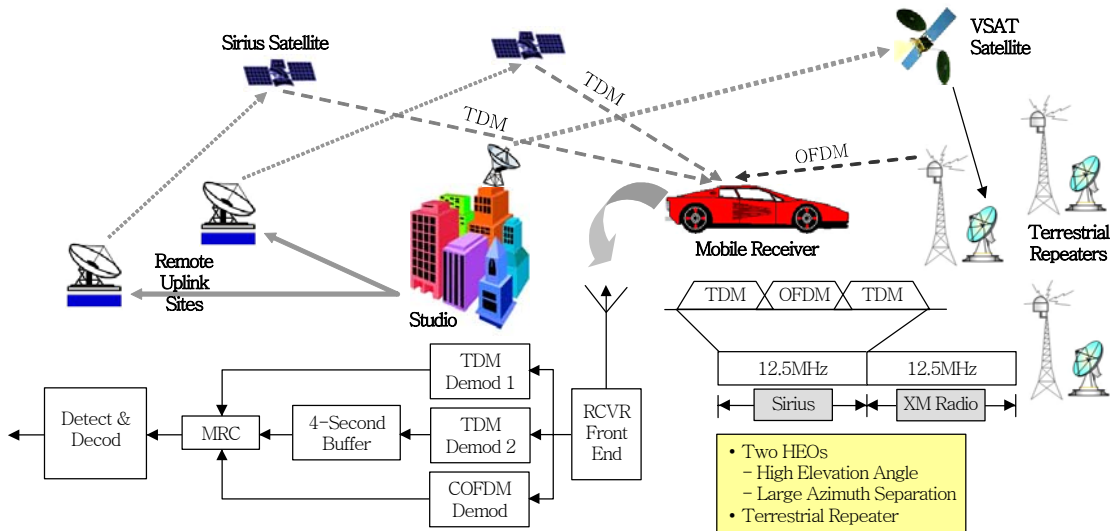 Sirius Satellite
VSAT
Satellite
TDM
TDM
OFDM
Remote
Uplink
Sites
Studio
Mobile Receiver
Terrestrial
Repeaters
TDM
OFDM
TDM
12.5MHz
12.5MHz
Sirius
XM Radio
Detect &
Decod
MRC
4-Second
Buffer
TDM
Demod 1
TDM
Demod 2
COFDM
Demod
RCVR
Front
End
• Two HEOs
- High Elevation Angle
- Large Azimuth Separation
• Terrestrial Repeater